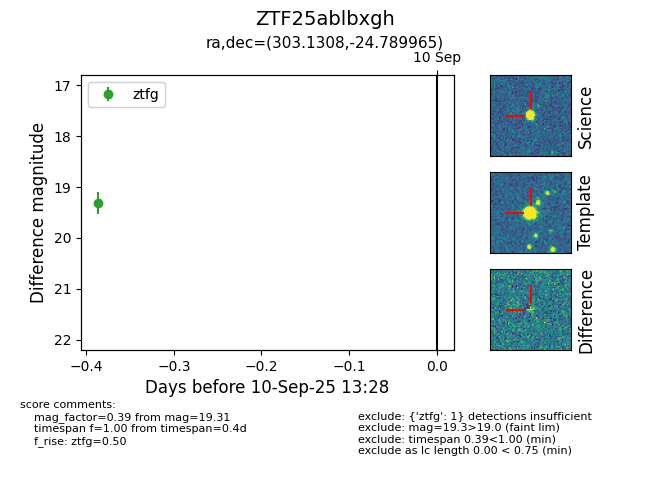 ZTF25ablbxgh
ra,dec=(303.1308,-24.789965)
10 Sep
ztfg
17
18
19
20
21
22
Difference magnitude
−0.4
−0.3
−0.2
−0.1
0.0
Days before 10-Sep-25 13:28
Science
Template
Difference
score comments:
mag_factor=0.39 from mag=19.31
timespan f=1.00 from timespan=0.4d
f_rise: ztfg=0.50
exclude: {'ztfg': 1} detections insufficient
exclude: mag=19.3>19.0 (faint lim)
exclude: timespan 0.39<1.00 (min)
exclude as lc length 0.00 < 0.75 (min)